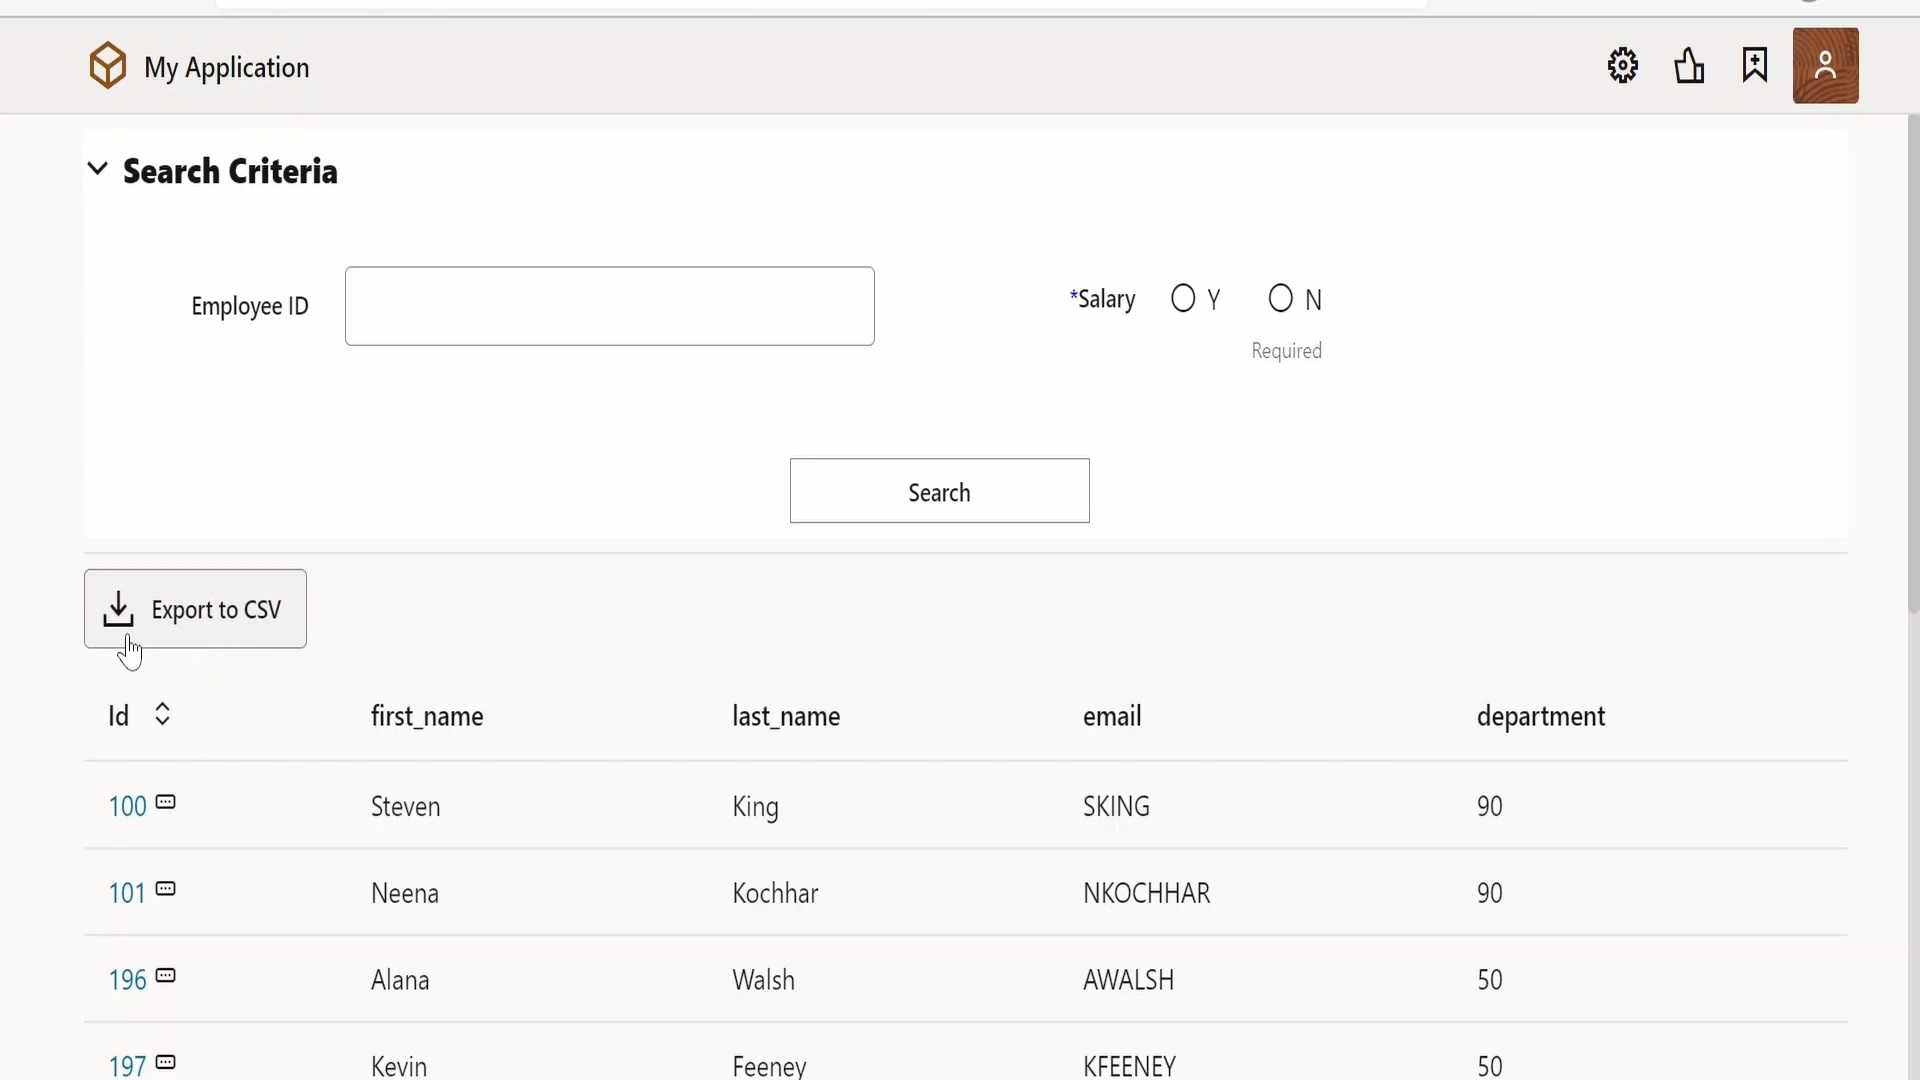 My Application
Search Criteria
Employee ID
*Salary Y N
Required
Search
Export to CSV
Id first_name last_name email department
100 Steven King SKING 90
101 Neena Kochhar NKOCHHAR 90
196 Alana Walsh AWALSH 50
197 Kevin Feeney KFEENEY 50